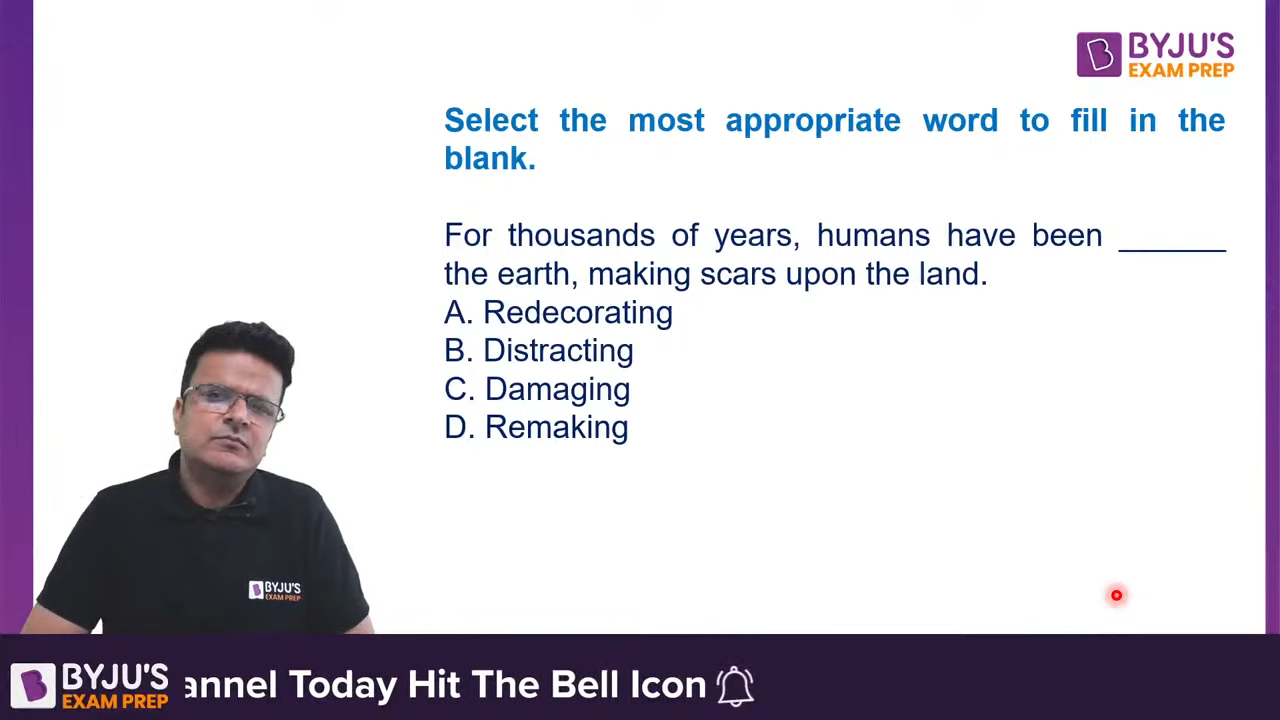 BYJU'S
EXAM PREP
Select the most appropriate word to fill in the
blank.
For thousands of years, humans have been ______
the earth, making scars upon the land.
A. Redecorating
B. Distracting
C. Damaging
D. Remaking
BYJU'S
EXAM PREP
BYJU'S
EXAM PREP
annel Today Hit The Bell Icon